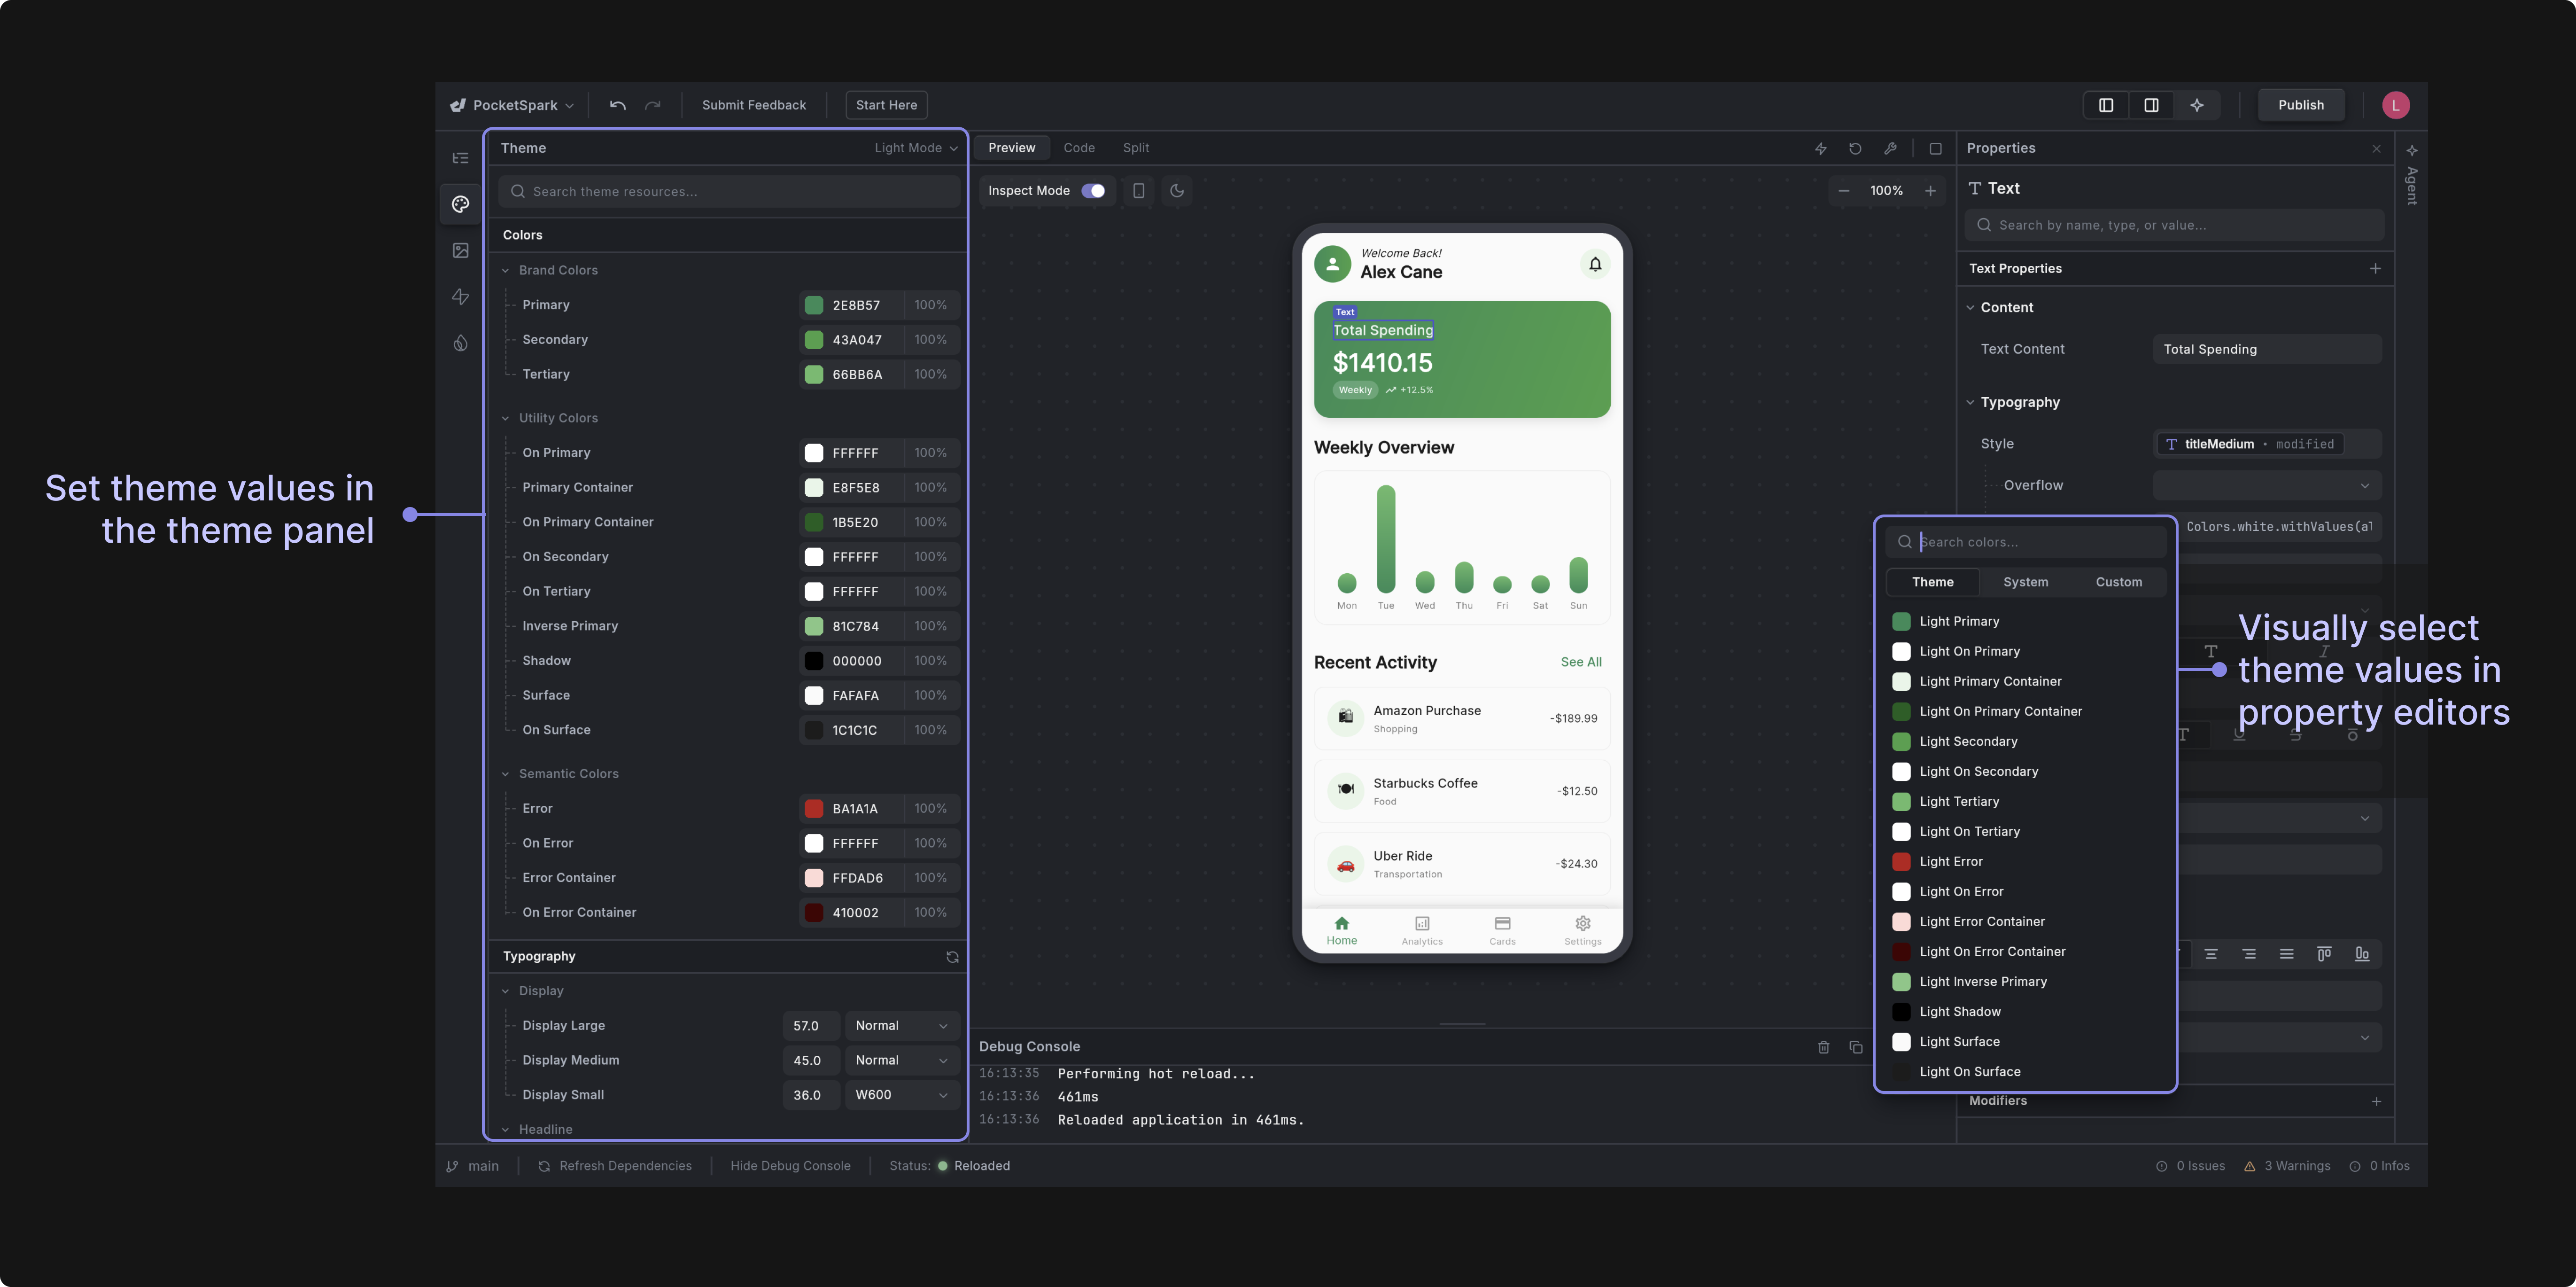 PocketSpark
Submit Feedback
Start Here
Publish
L
Theme
Light Mode
Search theme resources...
Colors
Brand Colors
Primary 2E8B57 100%
Secondary 43A047 100%
Tertiary 66BB6A 100%
Utility Colors
On Primary FFFFFF 100%
Primary Container E8F5E8 100%
On Primary Container 1B5E20 100%
On Secondary FFFFFF 100%
On Tertiary FFFFFF 100%
Inverse Primary 81C784 100%
Shadow 000000 100%
Surface FAFAFA 100%
On Surface 1C1C1C 100%
Semantic Colors
Error BA1A1A 100%
On Error FFFFFF 100%
Error Container FFDAD6 100%
On Error Container 410002 100%
Typography
Display
Display Large 57.0 Normal
Display Medium 45.0 Normal
Display Small 36.0 W600
Headline
Set theme values in
the theme panel
Preview Code Split
Inspect Mode
100%
Welcome Back!
Alex Cane
Text
Total Spending
$1410.15
Weekly +12.5%
Weekly Overview
Mon Tue Wed Thu Fri Sat Sun
Recent Activity See All
Amazon Purchase
Shopping
-$189.99
Starbucks Coffee
Food
-$12.50
Uber Ride
Transportation
-$24.30
Home Analytics Cards Settings
Debug Console
16:13:35 Performing hot reload...
16:13:36 461ms
16:13:36 Reloaded application in 461ms.
Properties
Agent
Text
Search by name, type, or value...
Text Properties
Content
Text Content Total Spending
Typography
Style titleMedium • modified
Overflow
Colors.white.withValues(al
Search colors...
Theme System Custom
Light Primary
Light On Primary
Light Primary Container
Light On Primary Container
Light Secondary
Light On Secondary
Light Tertiary
Light On Tertiary
Light Error
Light On Error
Light Error Container
Light On Error Container
Light Inverse Primary
Light Shadow
Light Surface
Light On Surface
Visually select
theme values in
property editors
Modifiers
main
Refresh Dependencies
Hide Debug Console
Status: Reloaded
0 Issues
3 Warnings
0 Infos